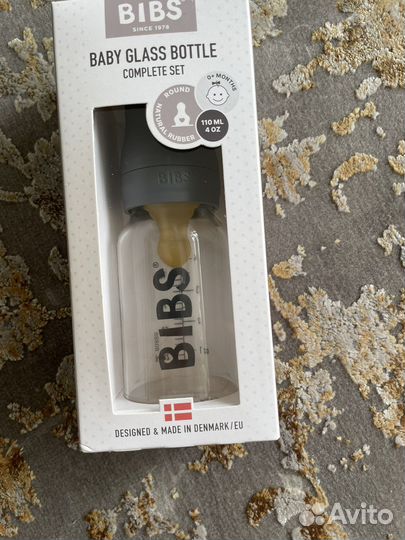 BIBS
SINCE 1978
BABY GLASS BOTTLE
COMPLETE SET
0+ MONTHS
ROUND
NATURAL RUBBER
110 ML
4 OZ
BIBS
BIBS®
DESIGNED & MADE IN DENMARK/EU
BIBS
Avito